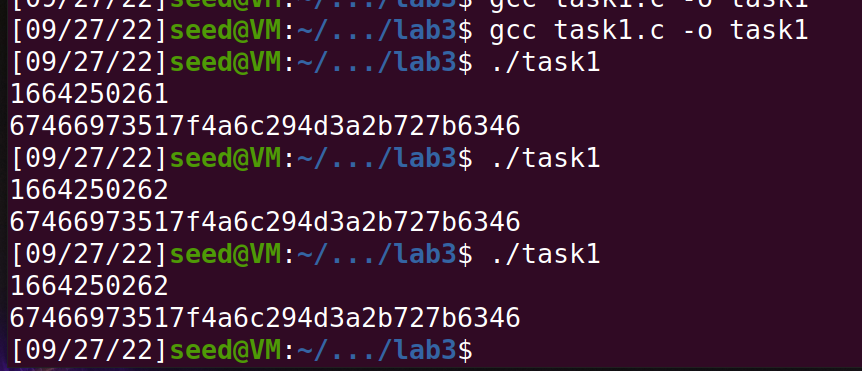 [09/27/22]seed@VM:~/.../lab3$ gcc task1.c -o task1
[09/27/22]seed@VM:~/.../lab3$ gcc task1.c -o task1
[09/27/22]seed@VM:~/.../lab3$ ./task1
1664250261
67466973517f4a6c294d3a2b727b6346
[09/27/22]seed@VM:~/.../lab3$ ./task1
1664250262
67466973517f4a6c294d3a2b727b6346
[09/27/22]seed@VM:~/.../lab3$ ./task1
1664250262
67466973517f4a6c294d3a2b727b6346
[09/27/22]seed@VM:~/.../lab3$